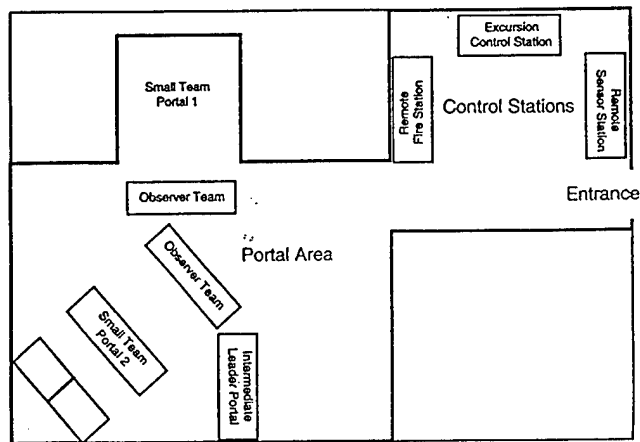 Excursion
Control Station
Small Team
Portal 1
Remote
Fire Station
Control Stations
Remote
Sensor Station
Entrance
Observer Team
Observer Team
Portal Area
Small Team
Portal 2
Intermediate
Leader Portal